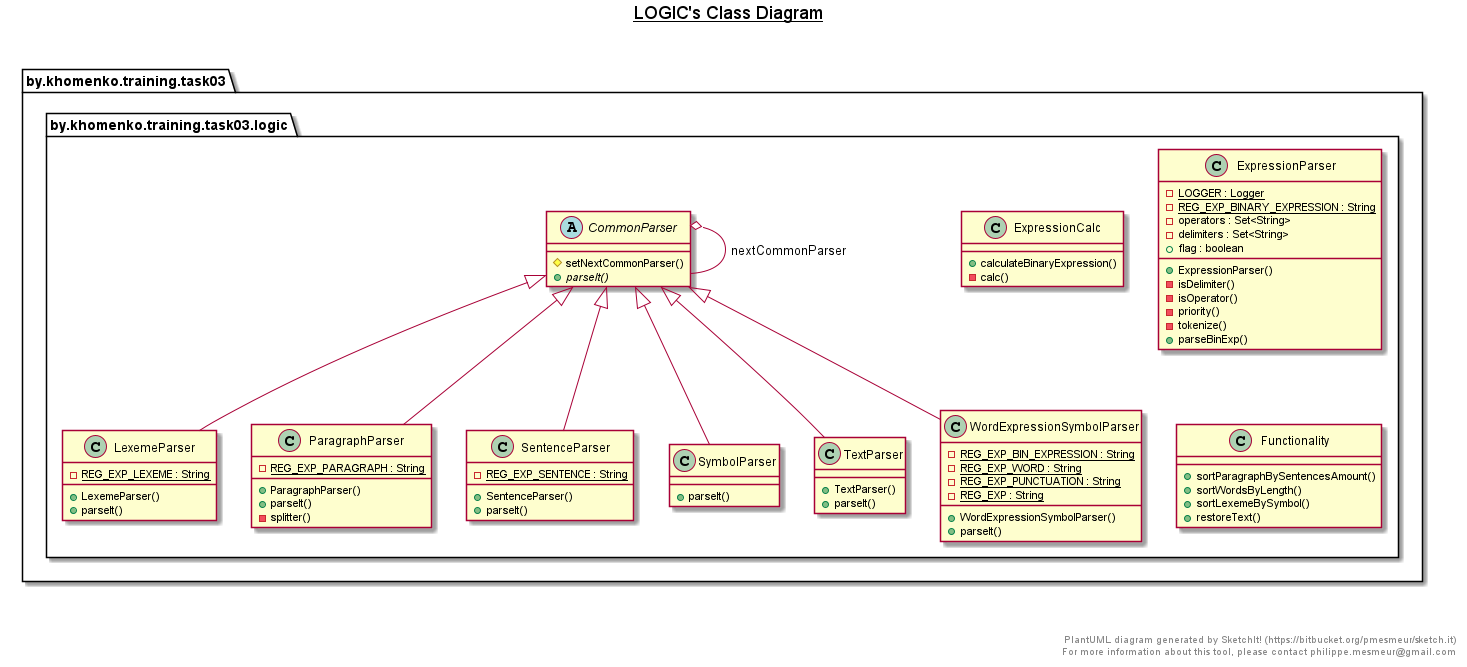 LOGIC's Class Diagram
by.khomenko.training.task03
by.khomenko.training.task03.logic
C ExpressionParser
LOGGER : Logger
REG_EXP_BINARY_EXPRESSION : String
operators : Set<String>
delimiters : Set<String>
flag : boolean
ExpressionParser()
isDelimiter()
isOperator()
priority()
tokenize()
parseBinExp()
A CommonParser
setNextCommonParser()
parseIt()
nextCommonParser
C ExpressionCalc
calculateBinaryExpression()
calc()
C LexemeParser
REG_EXP_LEXEME : String
LexemeParser()
parseIt()
C ParagraphParser
REG_EXP_PARAGRAPH : String
ParagraphParser()
parseIt()
splitter()
C SentenceParser
REG_EXP_SENTENCE : String
SentenceParser()
parseIt()
C SymbolParser
parseIt()
C TextParser
TextParser()
parseIt()
C WordExpressionSymbolParser
REG_EXP_BIN_EXPRESSION : String
REG_EXP_WORD : String
REG_EXP_PUNCTUATION : String
REG_EXP : String
WordExpressionSymbolParser()
parseIt()
C Functionality
sortParagraphBySentencesAmount()
sortWordsByLength()
sortLexemeBySymbol()
restoreText()
PlantUML diagram generated by SketchIt! (https://bitbucket.org/pmesmeur/sketch.it)
For more information about this tool, please contact philippe.mesmeur@gmail.com